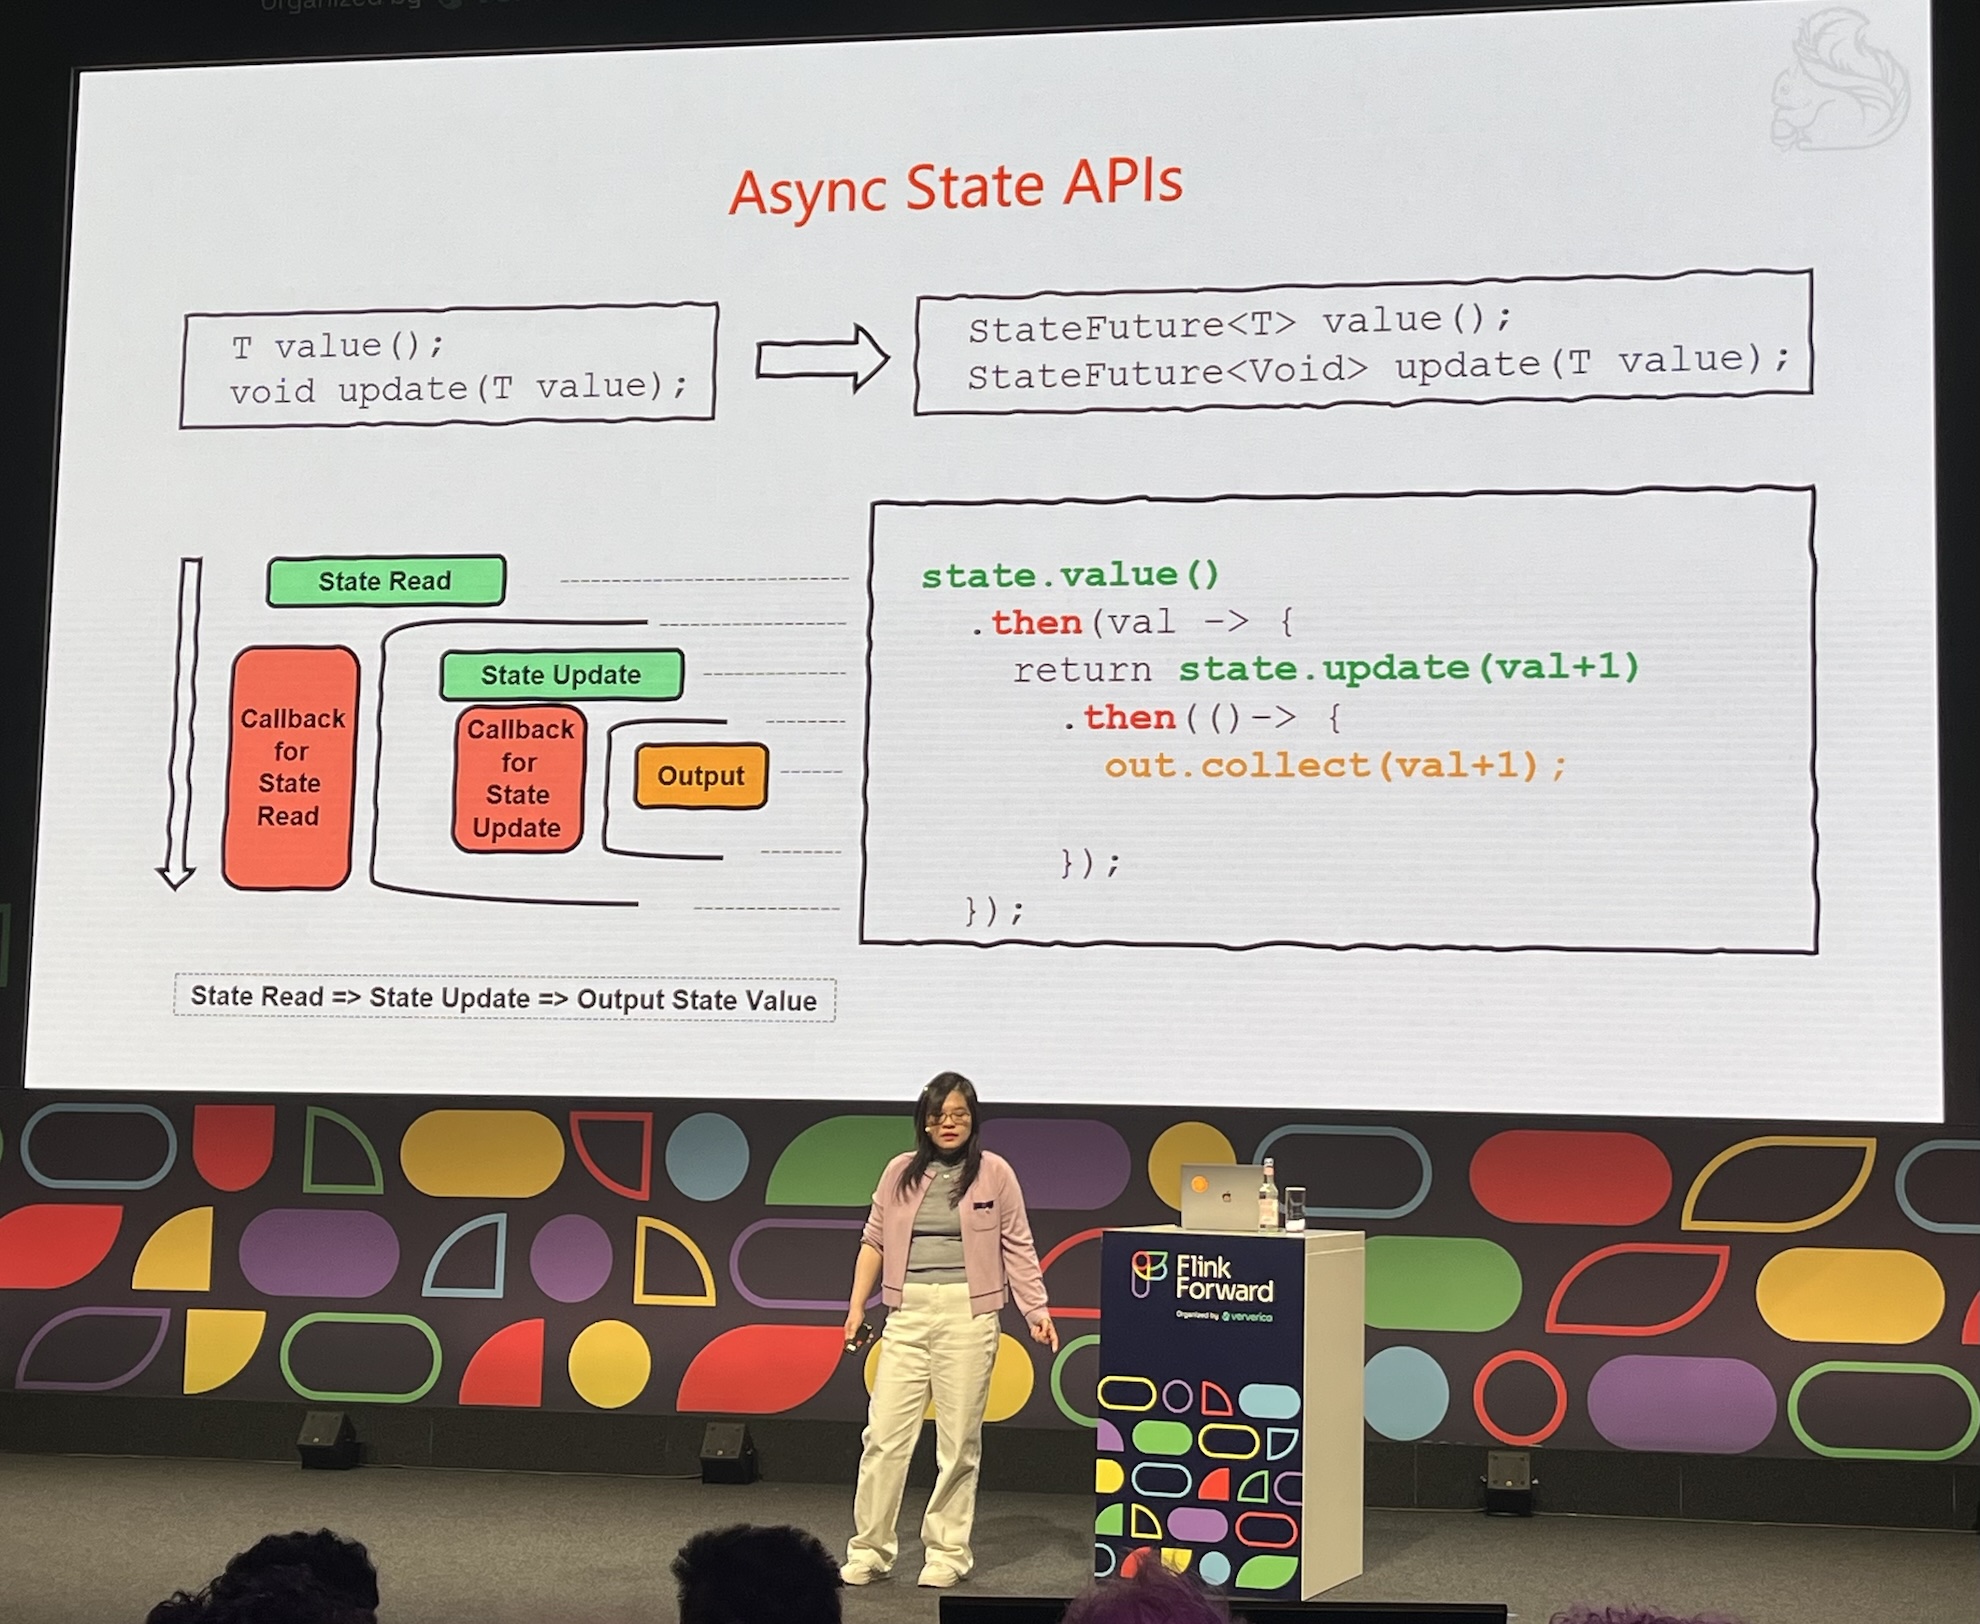 Organized by
Async State APIs
T value();
void update(T value);
StateFuture<T> value();
StateFuture<Void> update(T value);
State Read
Callback
for
State
Read
State Update
Callback
for
State
Update
Output
state.value()
.then(val -> {
return state.update(val+1)
.then(()-> {
out.collect(val+1);
});
});
State Read => State Update => Output State Value
Flink
Forward
Organized by ververica